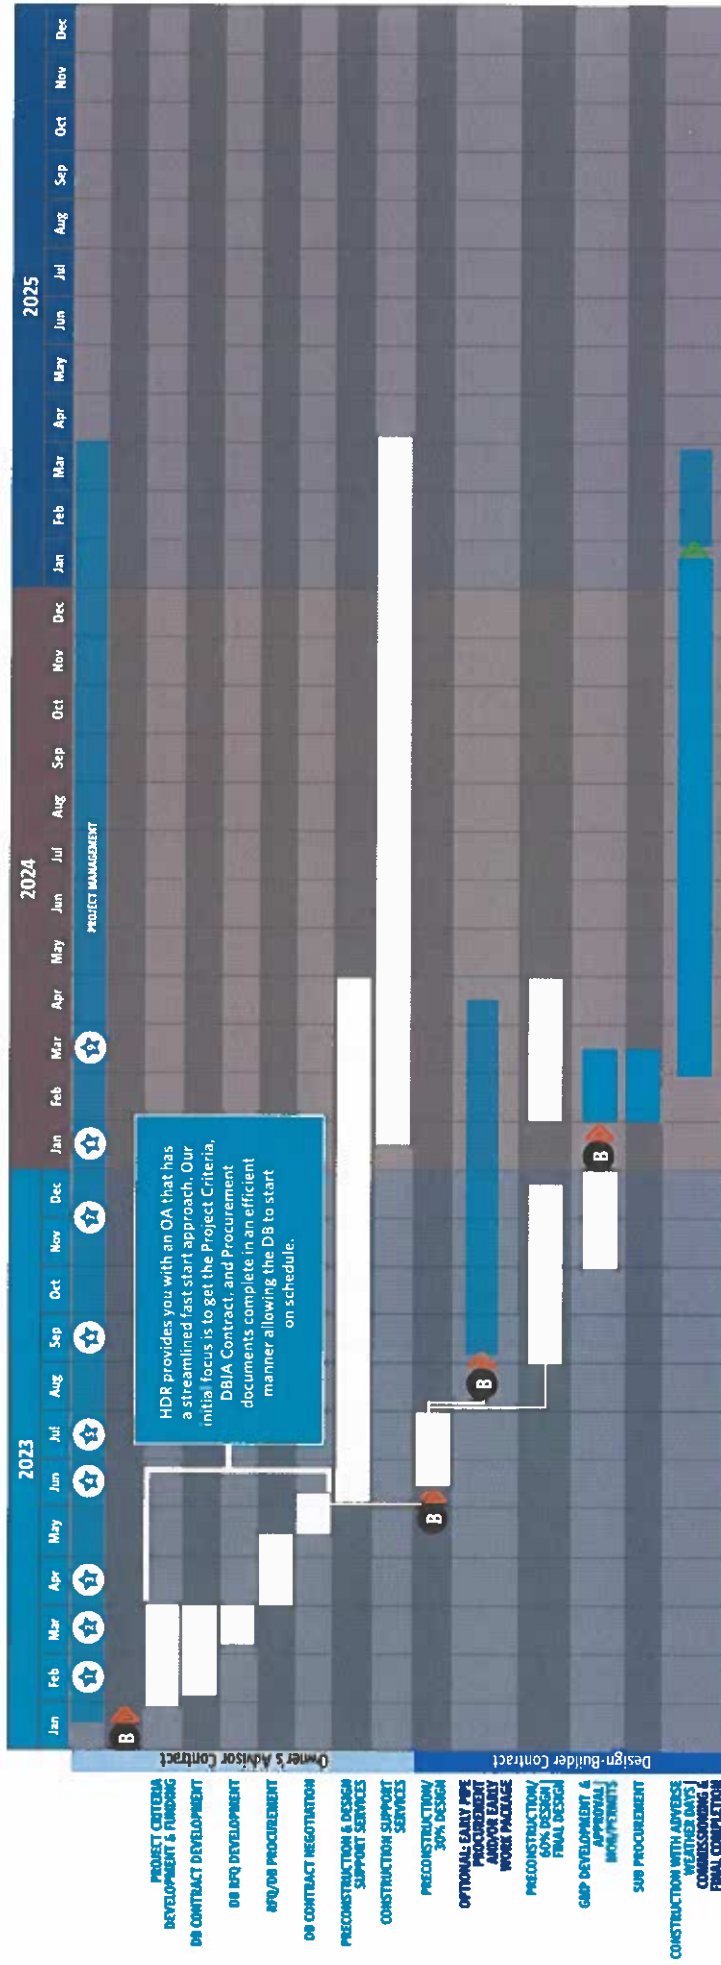 2023
2024
2025
Jan Feb Mar Apr May Jun Jul Aug Sep Oct Nov Dec Jan Feb Mar Apr May Jun Jul Aug Sep Oct Nov Dec Jan Feb Mar Apr May Jun Jul Aug Sep Oct Nov Dec
PROJECT MANAGEMENT
B
Owner's Advisor Contract
PROJECT CRITERIA
DEVELOPMENT & FUNDING
DB CONTRACT DEVELOPMENT
DB RFQ DEVELOPMENT
RFQ/DB PROCUREMENT
DB CONTRACT NEGOTIATION
PRECONSTRUCTION & DESIGN
SUPPORT SERVICES
CONSTRUCTION SUPPORT
SERVICES
HDR provides you with an OA that has
a streamlined fast start approach. Our
initial focus is to get the Project Criteria,
DBIA Contract, and Procurement
documents complete in an efficient
manner allowing the DB to start
on schedule.
Design-Builder Contract
PRECONSTRUCTION/
30% DESIGN
B
OPTIONAL: EARLY PIPE
PROCUREMENT
AND/OR EARLY
WORK PACKAGE
B
PRECONSTRUCTION/
60% DESIGN |
FINAL DESIGN
GMP DEVELOPMENT &
APPROVAL |
B
SUB PROCUREMENT
CONSTRUCTION WITH ADVERSE
WEATHER DAYS |
COMMISSIONING &
FINAL COMPLETION